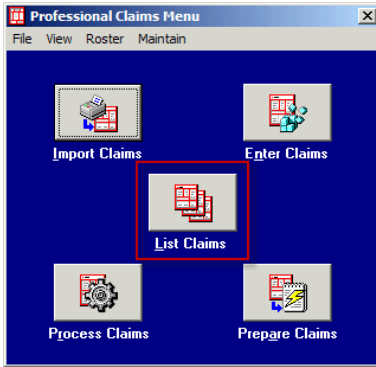 Professional Claims Menu
File View Roster Maintain
Import Claims
Enter Claims
List Claims
Process Claims
Prepare Claims